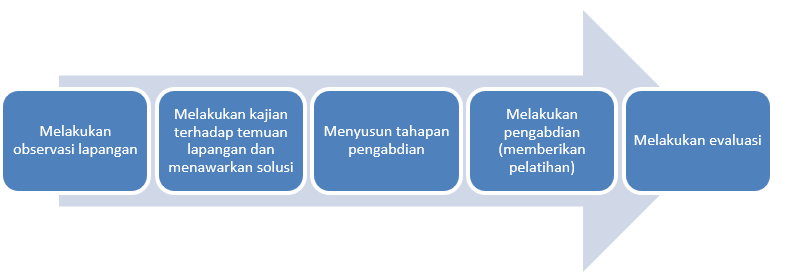 Melakukan
observasi lapangan
Melakukan kajian
terhadap temuan
lapangan dan
menawarkan solusi
Menyusun tahapan
pengabdian
Melakukan
pengabdian
(memberikan
pelatihan)
Melakukan evaluasi